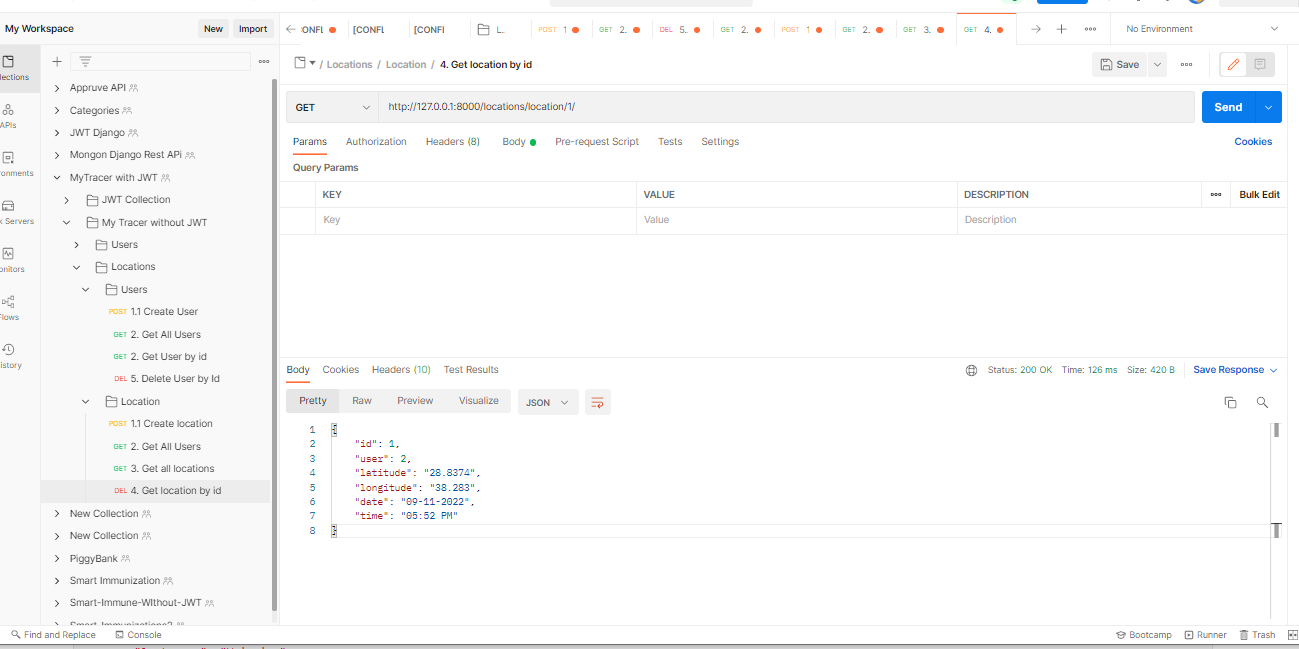 My Workspace
New
Import
ONFL
[CONFL
[CONFI
L..
POST 1
GET 2.
DEL 5.
GET 2.
POST 1
GET 2.
GET 3.
GET 4.
No Environment
lections
APIs
ronments
k Servers
onitors
Flows
istory
Appruve API
Categories
JWT Django
Mongon Django Rest APi
MyTracer with JWT
JWT Collection
My Tracer without JWT
Users
Locations
Users
POST 1.1 Create User
GET 2. Get All Users
GET 2. Get User by id
DEL 5. Delete User by Id
Location
POST 1.1 Create location
GET 2. Get All Users
GET 3. Get all locations
DEL 4. Get location by id
New Collection
New Collection
PiggyBank
Smart Immunization
Smart-Immune-WIthout-JWT
Smart-Immunizations2
/ Locations / Location / 4. Get location by id
Save
GET
http://127.0.0.1:8000/locations/location/1/
Send
Params Authorization Headers (8) Body Pre-request Script Tests Settings
Cookies
Query Params
KEY VALUE DESCRIPTION
Bulk Edit
Key Value Description
Body Cookies Headers (10) Test Results
Status: 200 OK Time: 126 ms Size: 420 B
Save Response
Pretty Raw Preview Visualize JSON
1 {
2 "id": 1,
3 "user": 2,
4 "latitude": "28.8374",
5 "longitude": "38.283",
6 "date": "09-11-2022",
7 "time": "05:52 PM"
8 }
Find and Replace
Console
Bootcamp
Runner
Trash